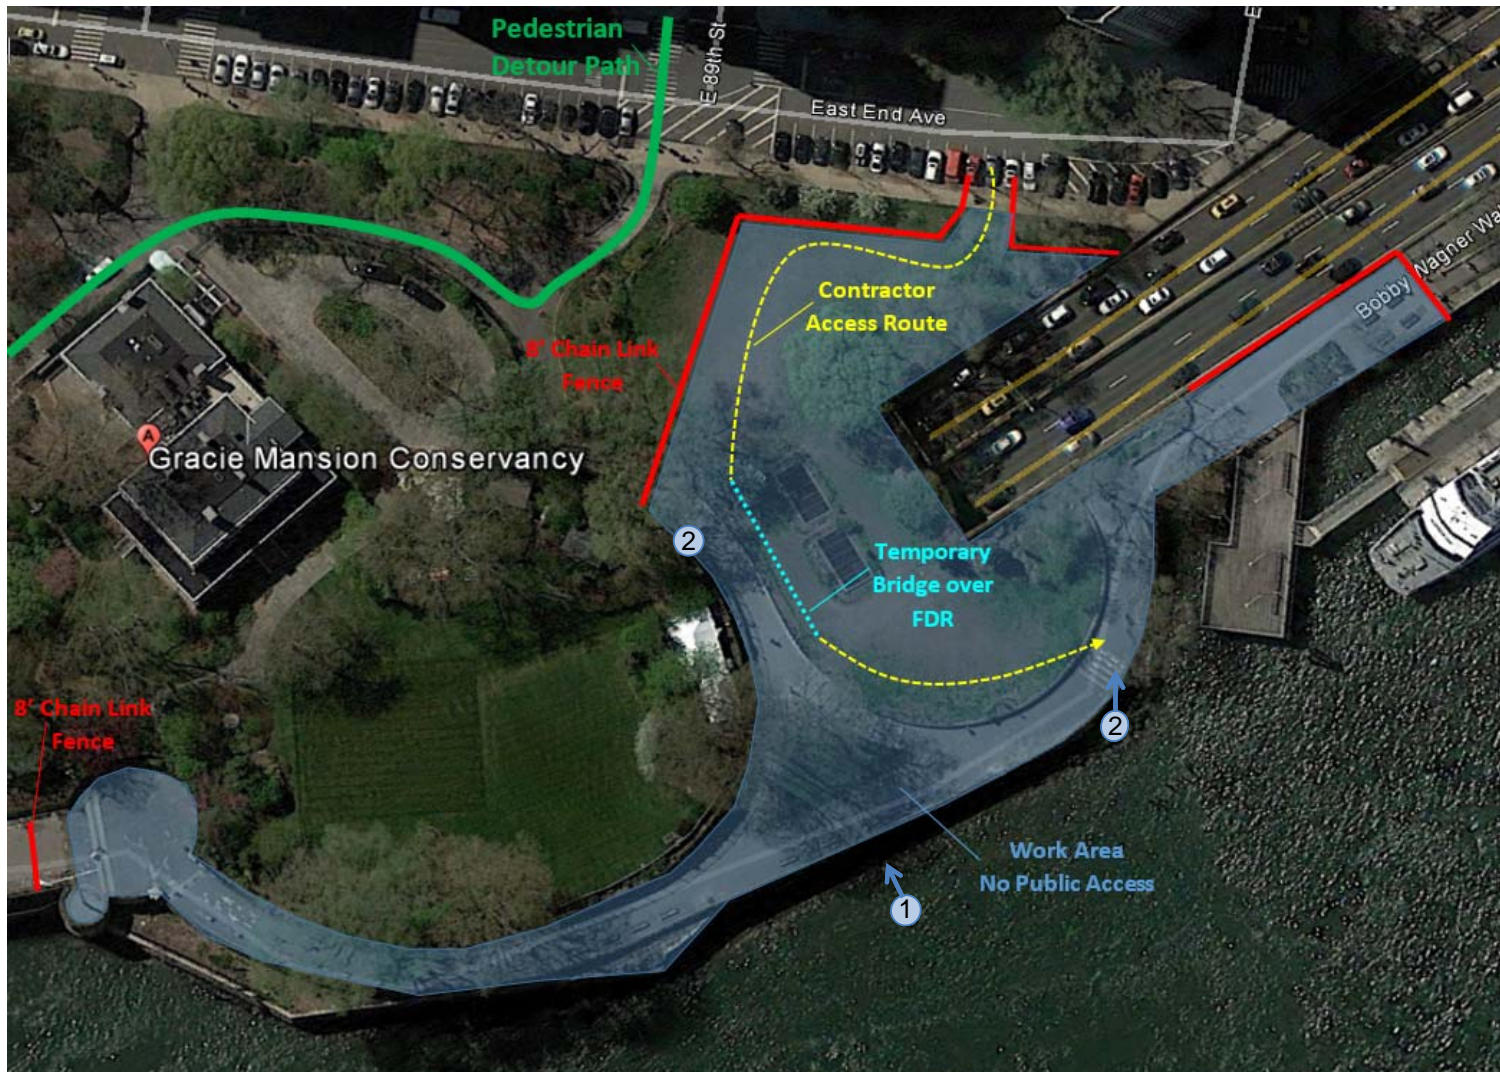 Pedestrian
Detour Path
E 89th St
East End Ave
E
Contractor
Access Route
8' Chain Link
Fence
Bobby Wagner Wa
A
Gracie Mansion Conservancy
2
Temporary
Bridge over
FDR
8' Chain Link
Fence
2
Work Area
No Public Access
1